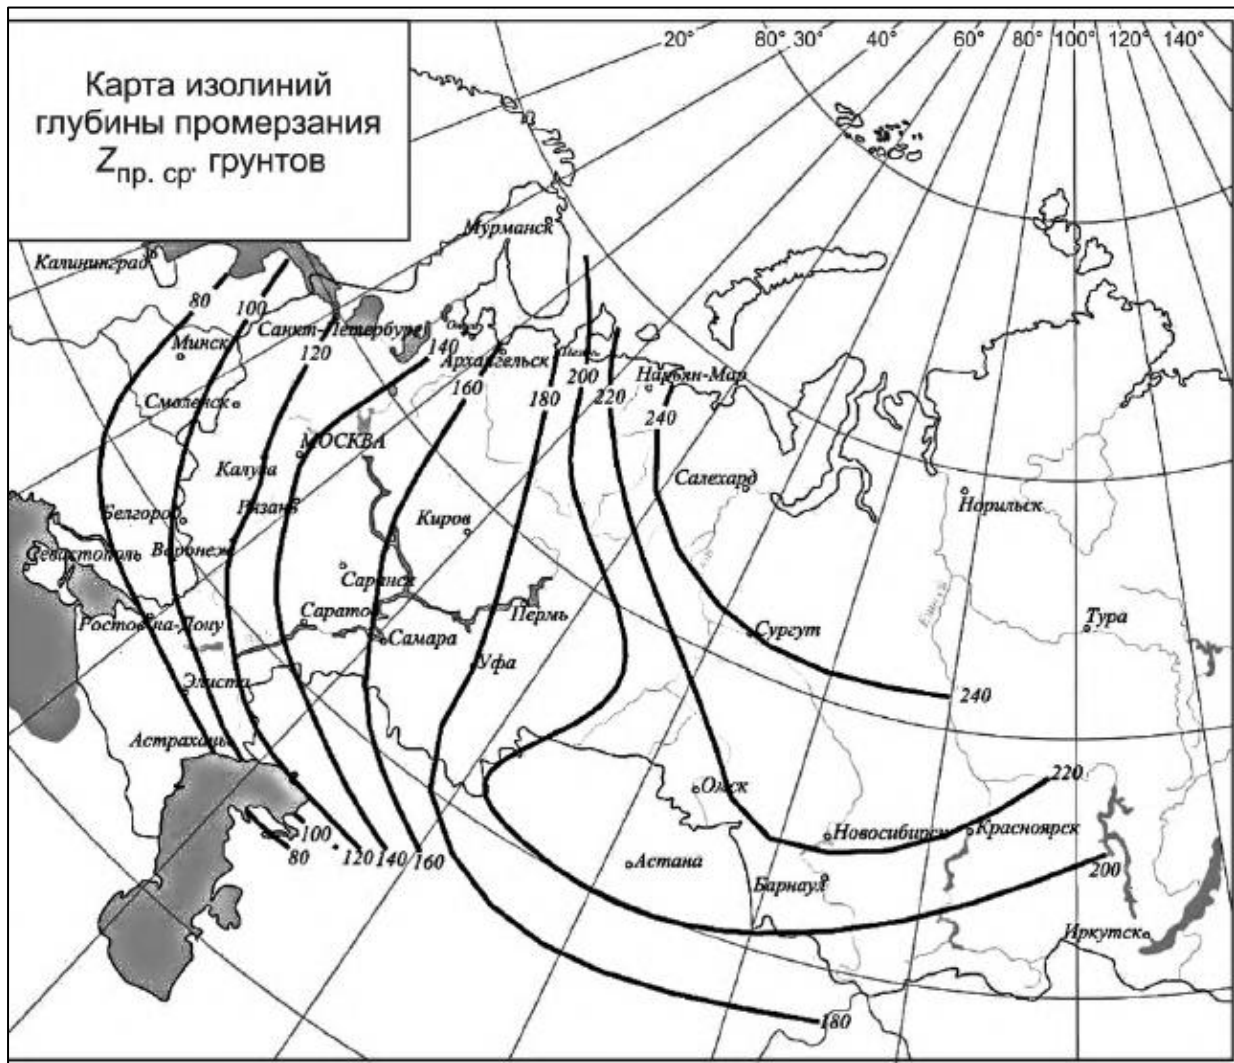 Карта изолиний
глубины промерзания
Zпр. ср. грунтов
20° 80° 30° 40° 60° 80° 100° 120° 140°
Мурманск
Калининград
80
100
Санкт-Петербург
120
140
Архангельск
160
180
200
220
Нарьян-Мар
240
Минск
Смоленск
МОСКВА
Калуга
Рязань
Салехард
Норильск
Белгород
Киров
Севастополь
Воронеж
Саранск
Саратов
Пермь
Ростов-на-Дону
Самара
Сургут
Тура
Уфа
Элиста
240
Астрахань
Омск
220
Новосибирск
Красноярск
100
80
120
140
160
Астана
Барнаул
200
Иркутск
180